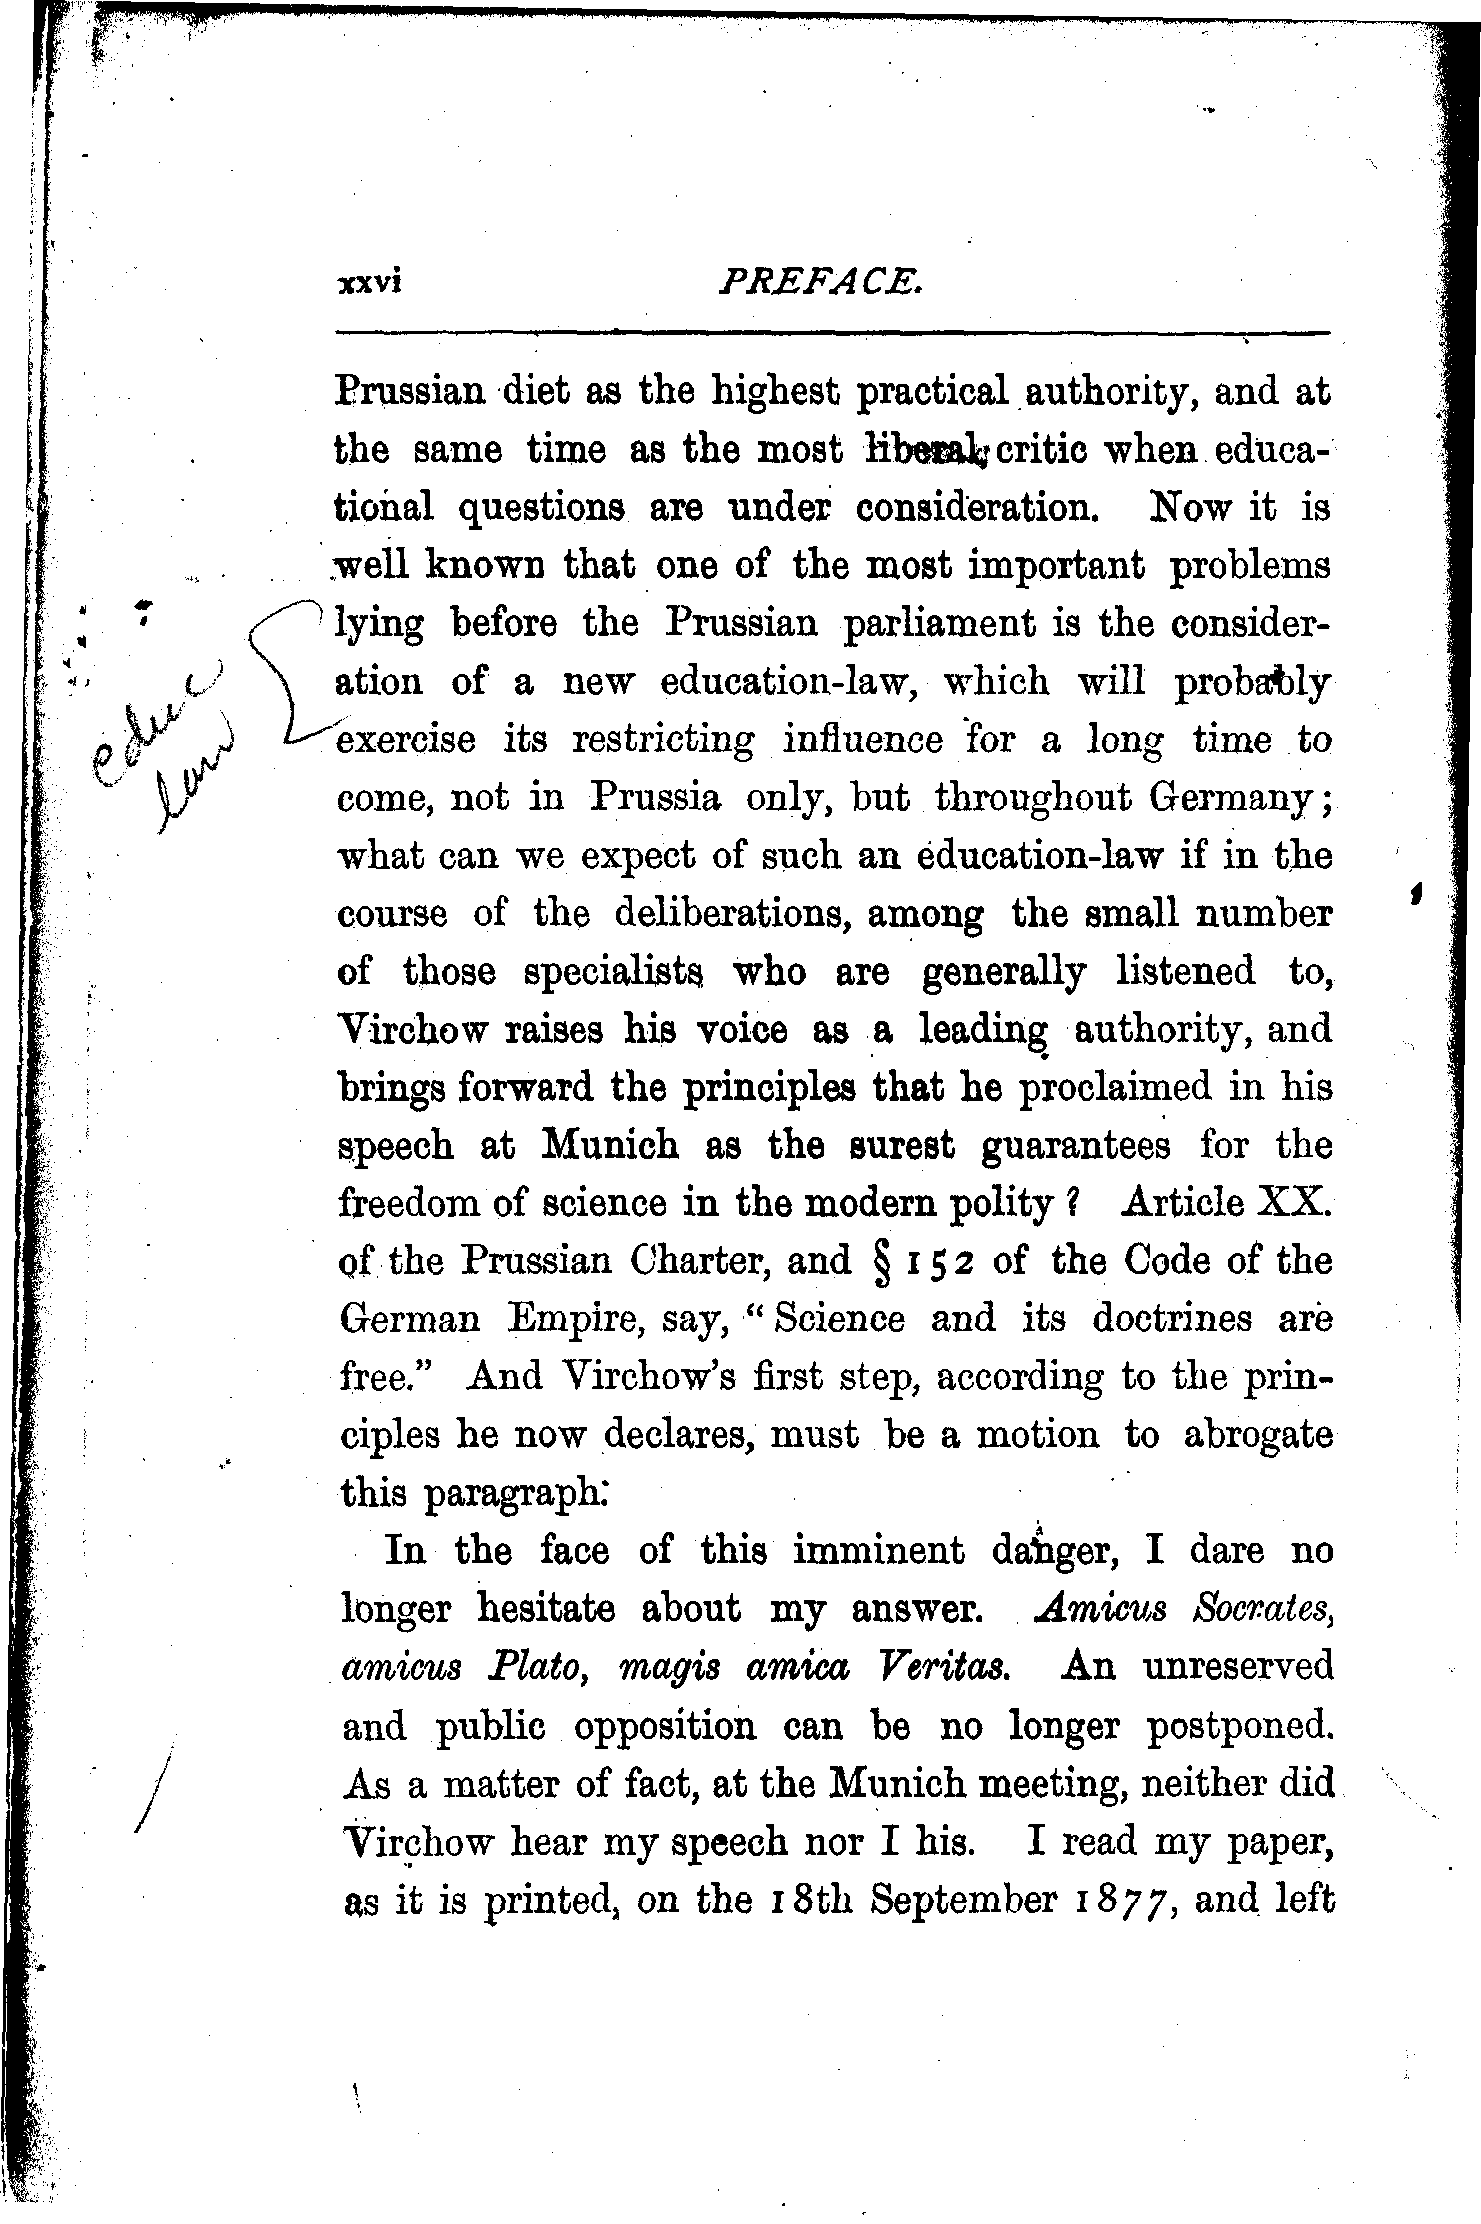 xxvi PREFACE.
Prussian diet as the highest practical authority, and at
the same time as the most liberal critic when educa-
tional questions are under consideration. Now it is
well known that one of the most important problems
lying before the Prussian parliament is the consider-
ation of a new education-law, which will probably
exercise its restricting influence for a long time to
come, not in Prussia only, but throughout Germany;
what can we expect of such an education-law if in the
course of the deliberations, among the small number
of those specialists who are generally listened to,
Virchow raises his voice as a leading authority, and
brings forward the principles that he proclaimed in his
speech at Munich as the surest guarantees for the
freedom of science in the modern polity? Article XX.
of the Prussian Charter, and § 152 of the Code of the
German Empire, say, "Science and its doctrines are
free." And Virchow's first step, according to the prin-
ciples he now declares, must be a motion to abrogate
this paragraph.
In the face of this imminent danger, I dare no
longer hesitate about my answer. Amicus Socrates,
amicus Plato, magis amica Veritas. An unreserved
and public opposition can be no longer postponed.
As a matter of fact, at the Munich meeting, neither did
Virchow hear my speech nor I his. I read my paper,
as it is printed, on the 18th September 1877, and left
educ
law